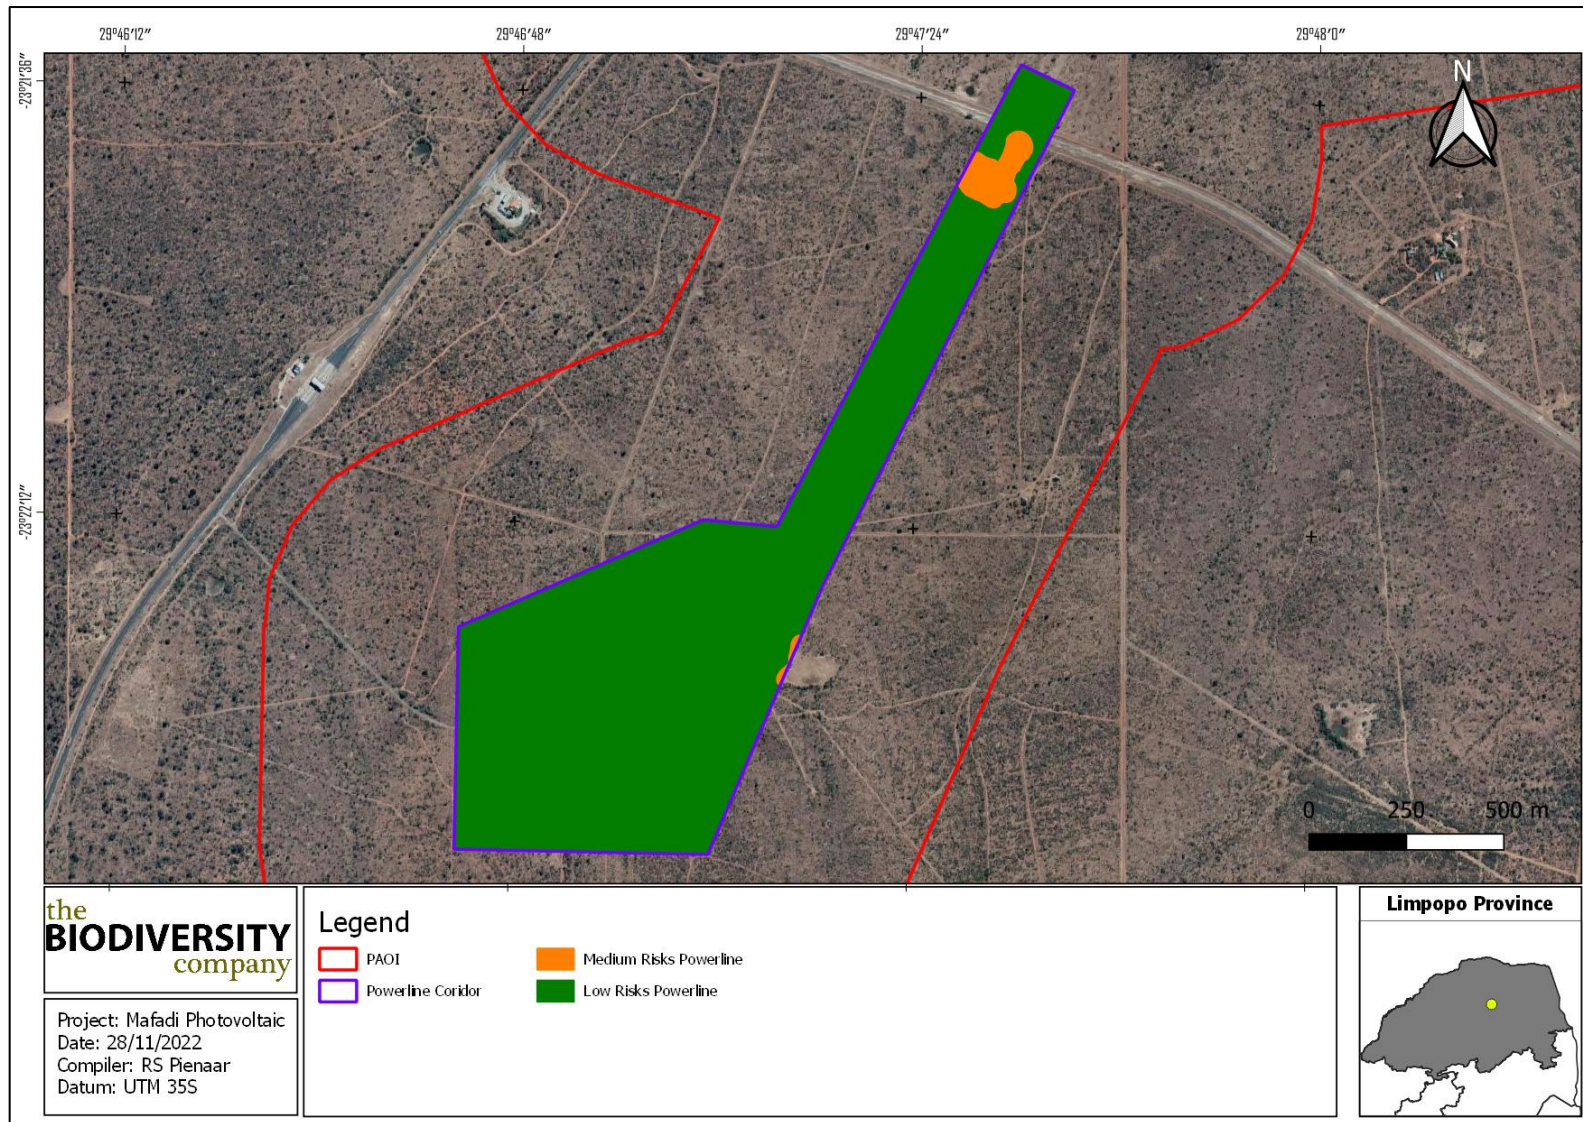 29°46′12″ 29°46′48″ 29°47′24″ 29°48′0″
-23°21′36″
-23°22′12″
N
0 250 500 m
the
BIODIVERSITY
company
Project: Mafadi Photovoltaic
Date: 28/11/2022
Compiler: RS Pienaar
Datum: UTM 35S
Legend
PAOI
Powerline Coridor
Medium Risks Powerline
Low Risks Powerline
Limpopo Province